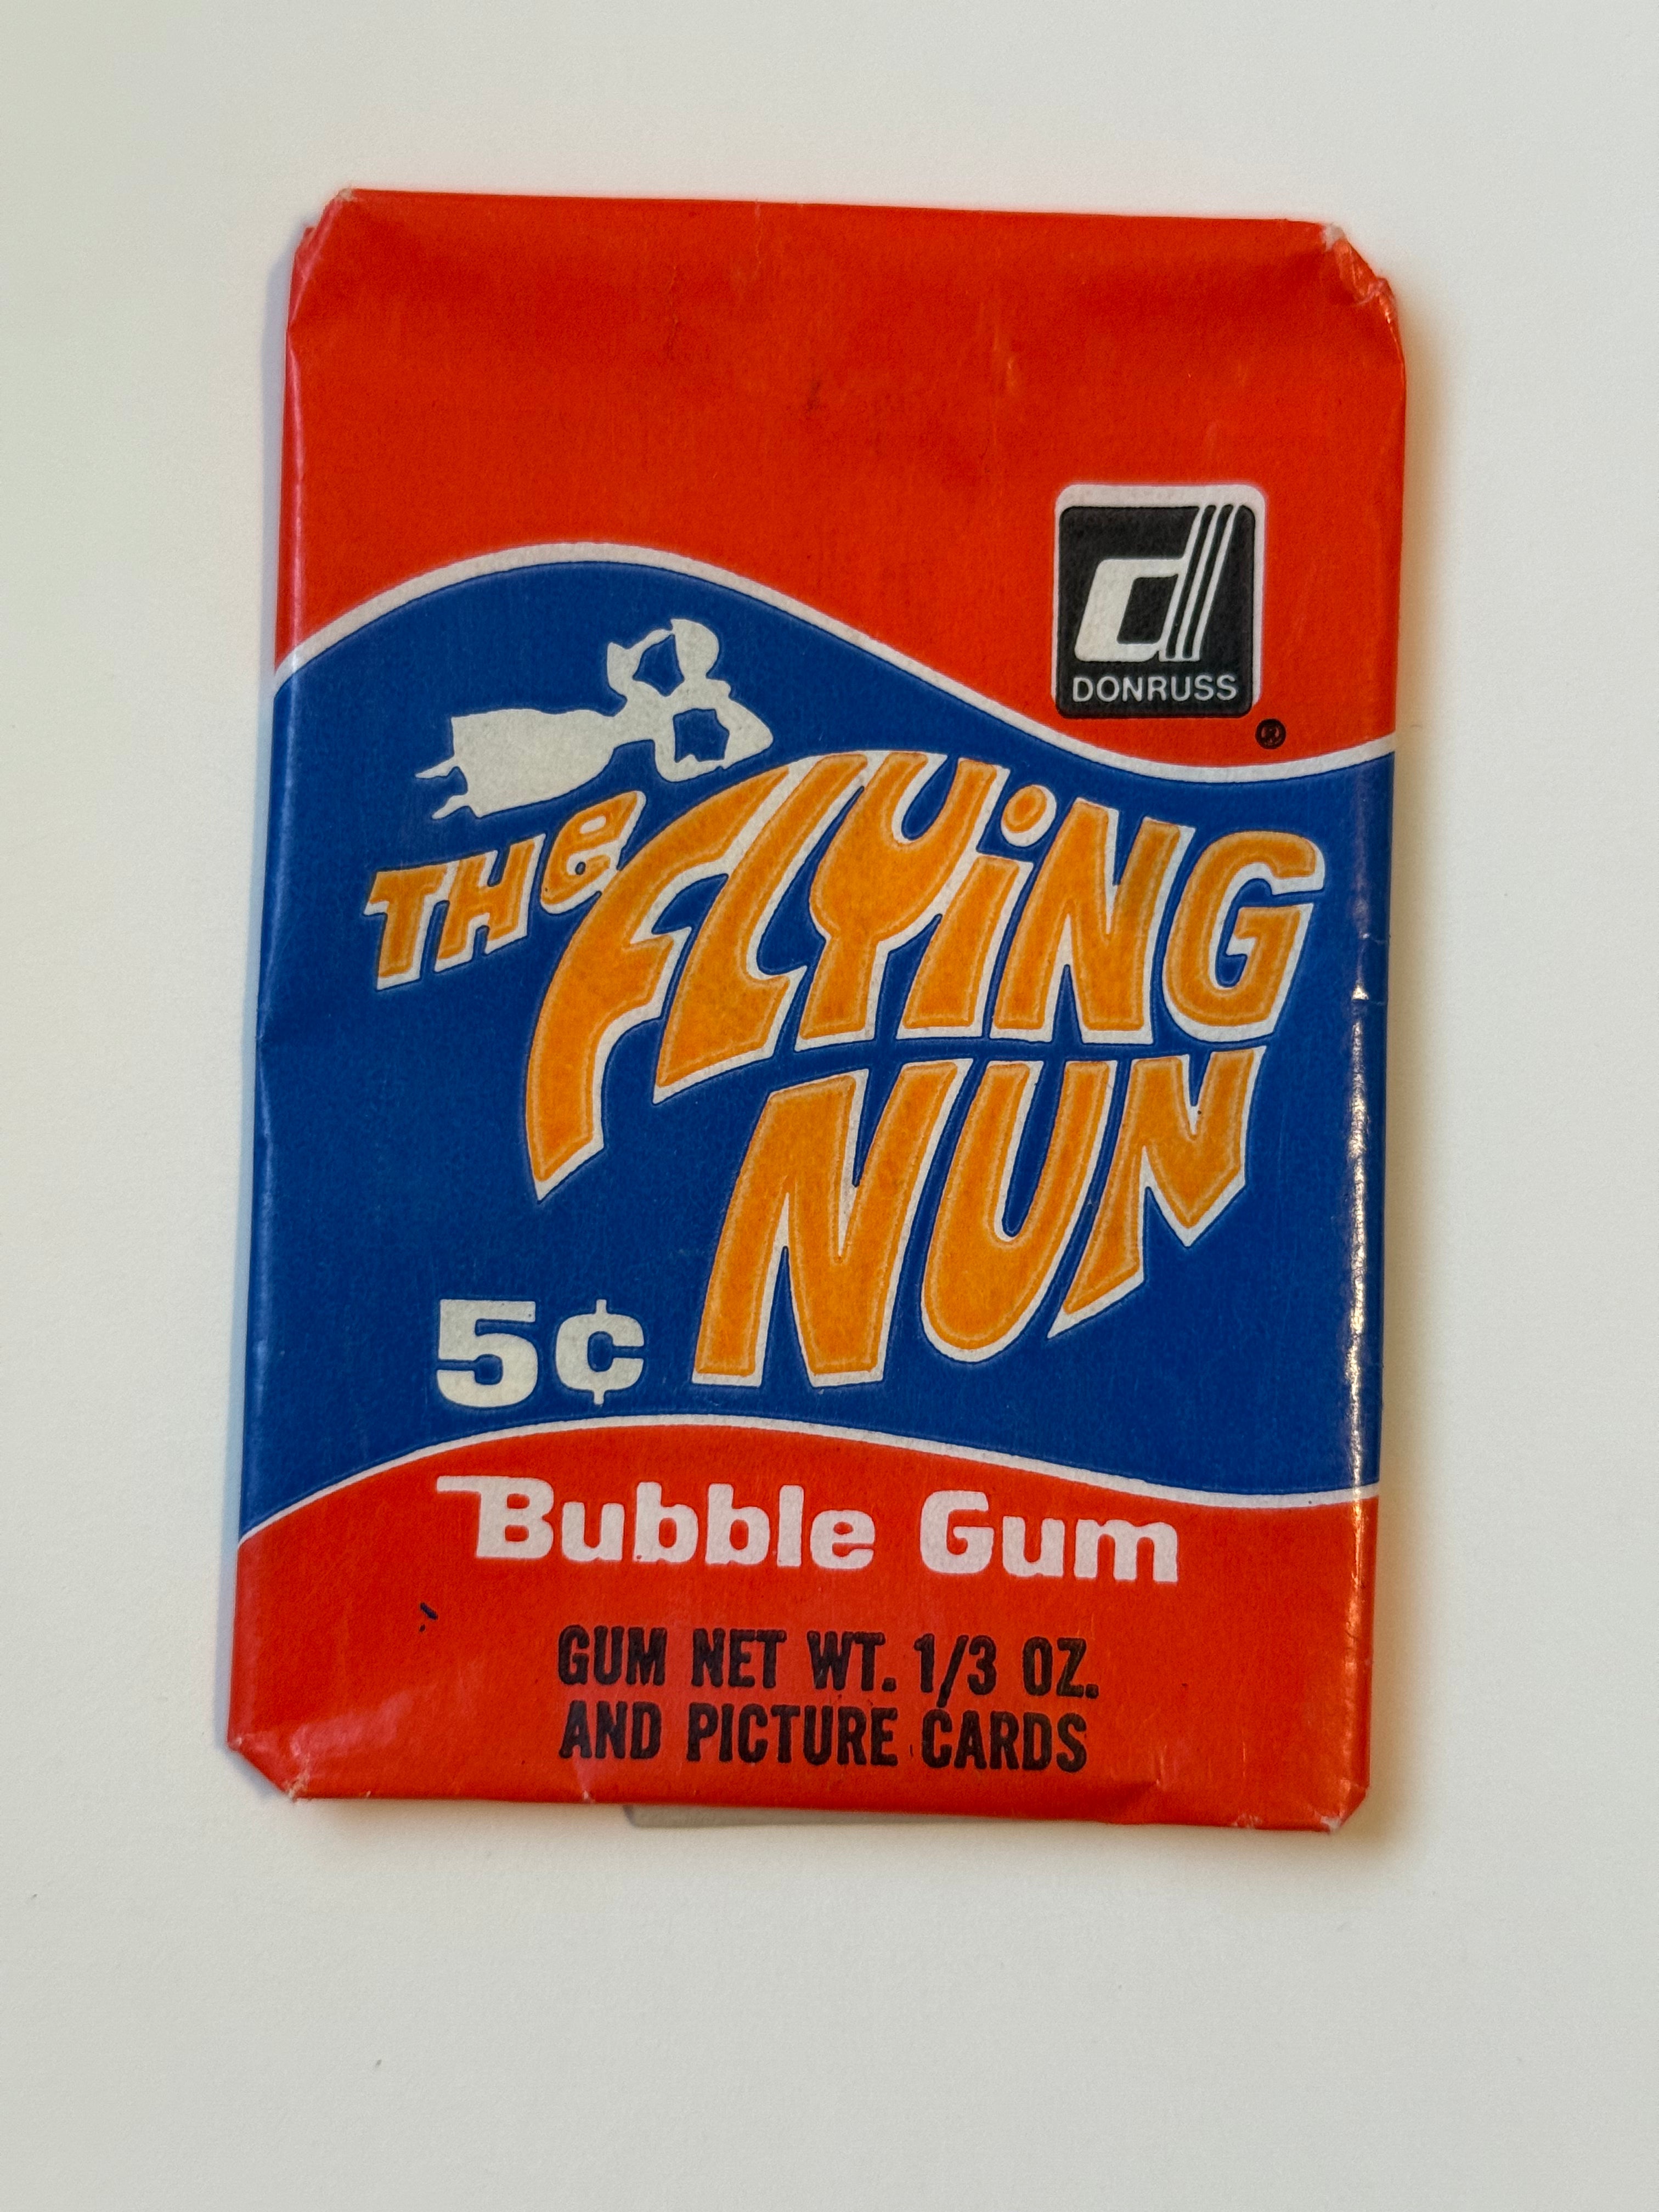 d
DONRUSS
®
THe FLYiNG
NUN
5¢
Bubble Gum
GUM NET WT. 1/3 OZ.
AND PICTURE CARDS